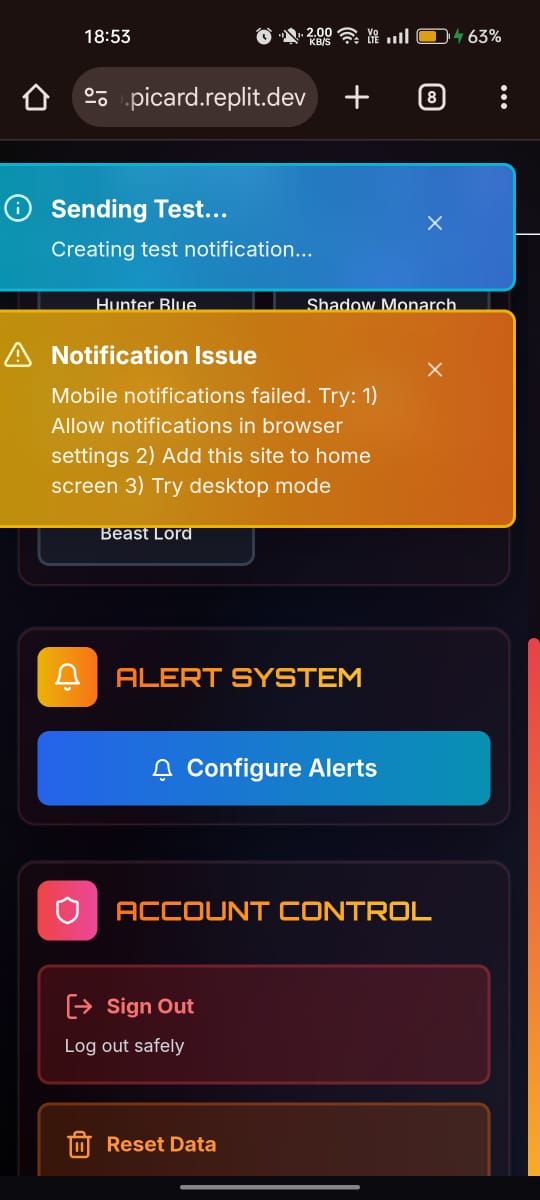 18:53
2.00
KB/S
Vo
LTE
63%
.picard.replit.dev
8
Sending Test...
Creating test notification...
Hunter Blue
Shadow Monarch
Notification Issue
Mobile notifications failed. Try: 1)
Allow notifications in browser
settings 2) Add this site to home
screen 3) Try desktop mode
Beast Lord
ALERT SYSTEM
Configure Alerts
ACCOUNT CONTROL
Sign Out
Log out safely
Reset Data